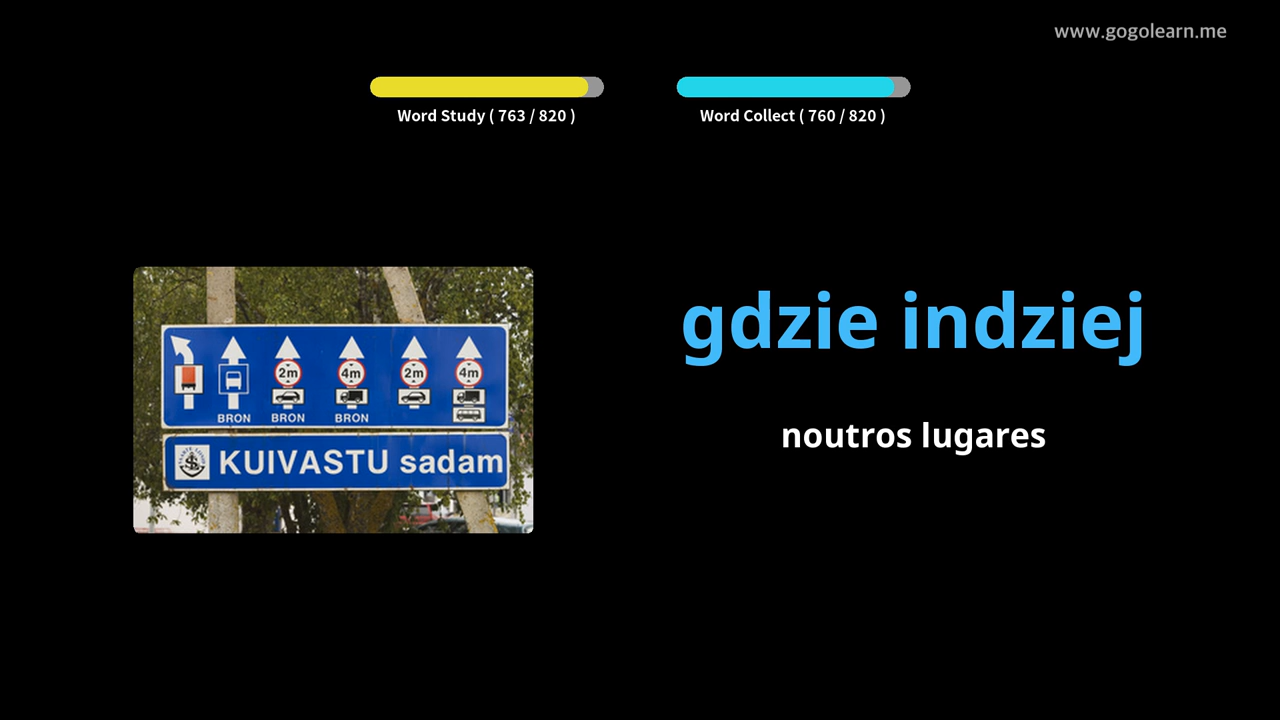 www.gogolearn.me
Word Study ( 763 / 820 )
Word Collect ( 760 / 820 )
gdzie indziej
noutros lugares
2m
4m
2m
4m
BRON
BRON
BRON
KUIVASTU sadam